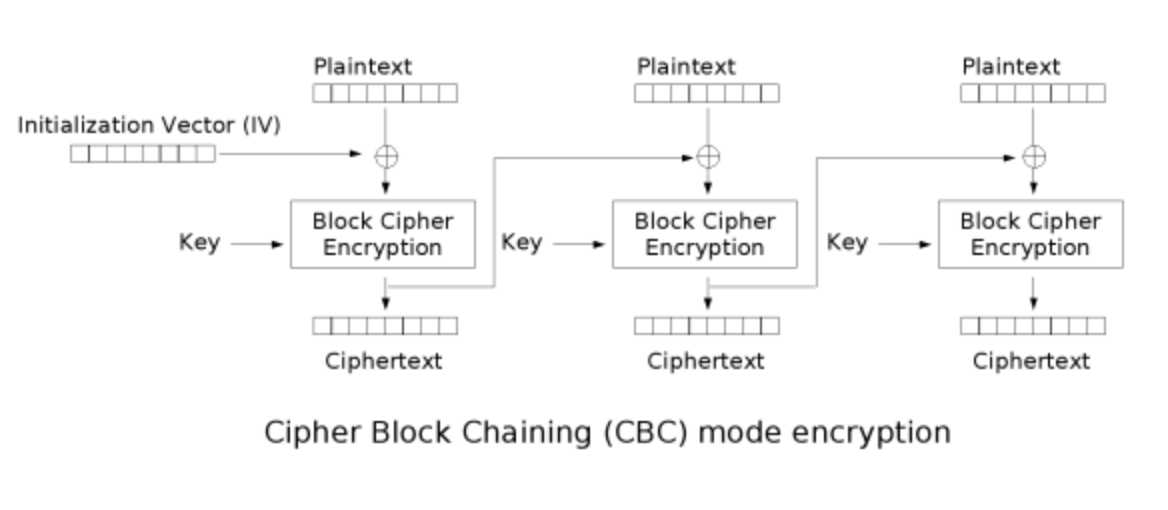 Plaintext
Plaintext
Plaintext
Initialization Vector (IV)
Key
Block Cipher
Encryption
Key
Block Cipher
Encryption
Key
Block Cipher
Encryption
Ciphertext
Ciphertext
Ciphertext
Cipher Block Chaining (CBC) mode encryption